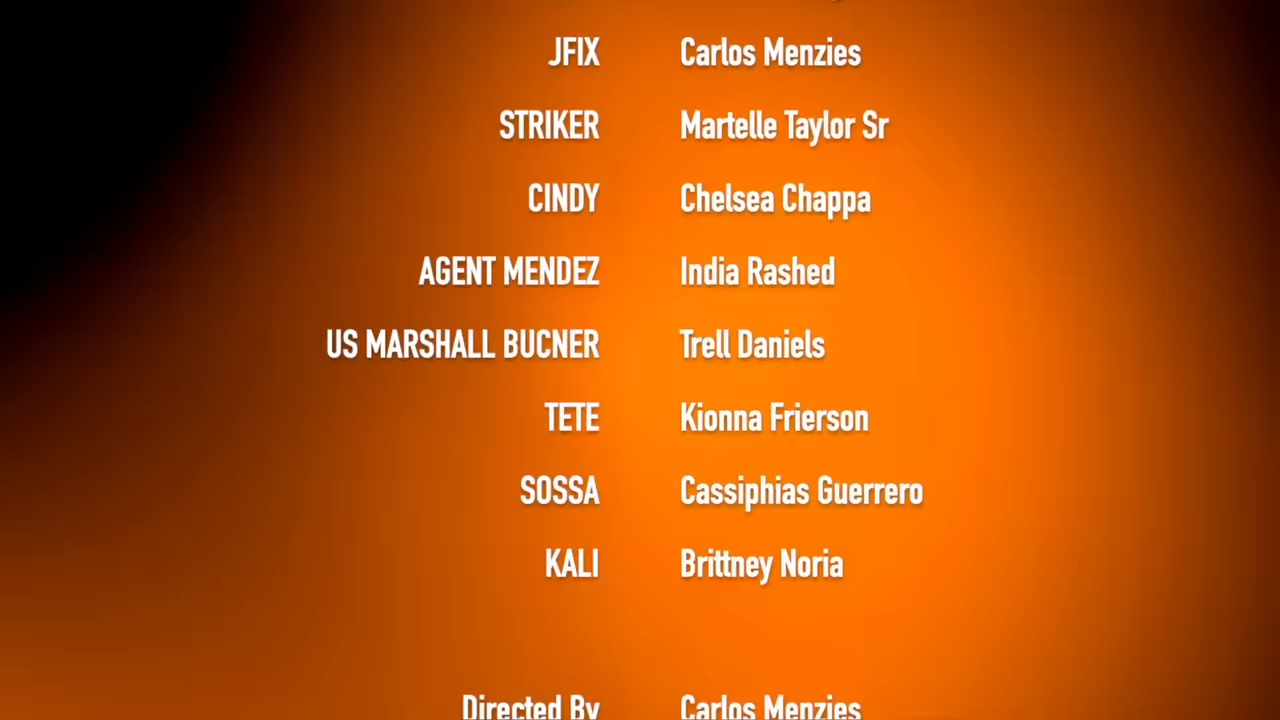 JFIX Carlos Menzies
STRIKER Martelle Taylor Sr
CINDY Chelsea Chappa
AGENT MENDEZ India Rashed
US MARSHALL BUCNER Trell Daniels
TETE Kionna Frierson
SOSSA Cassiphias Guerrero
KALI Brittney Noria
Directed By Carlos Menzies